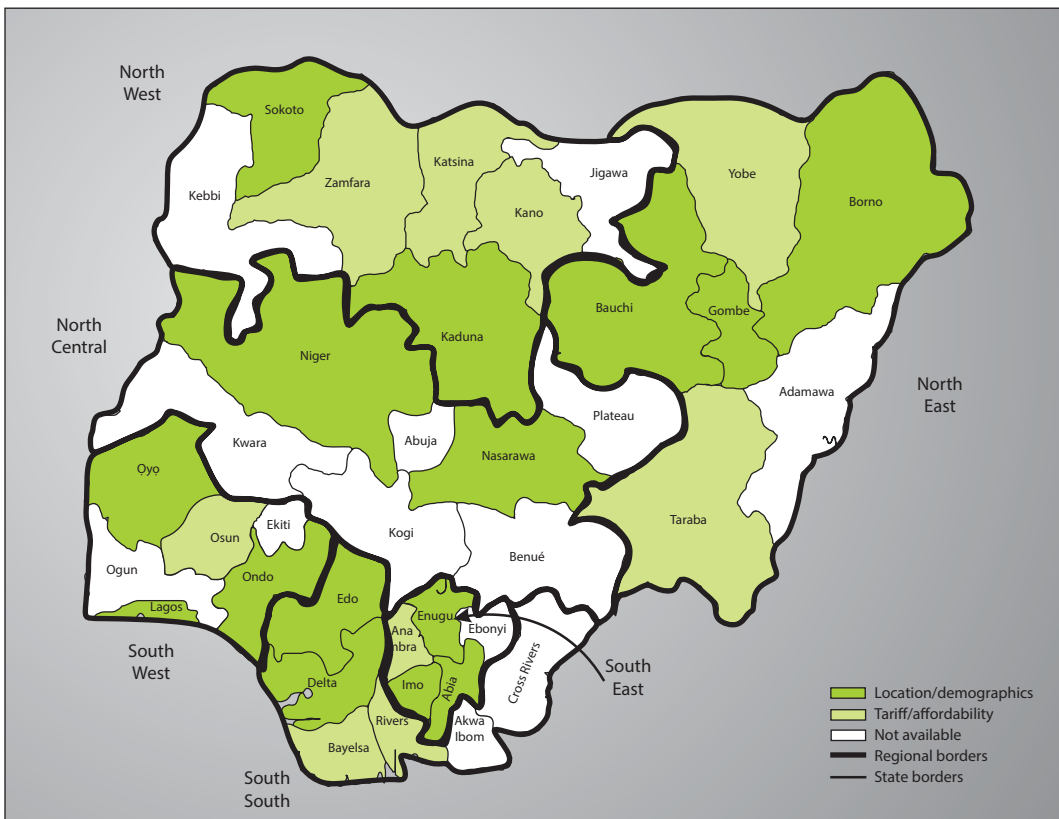 North
West
Sokoto
Kebbi
Zamfara
Katsina
Kano
Jigawa
Yobe
Borno
Bauchi
Gombe
Kaduna
North
Central
Niger
Adamawa
North
East
Plateau
Abuja
Kwara
Nasarawa
Ọyọ
Taraba
Ekiti
Osun
Kogi
Benué
Ogun
Ondo
Lagos
Edo
Enugu
Ebonyi
Ana
mbra
South
West
Cross Rivers
South
East
Delta
Imo
Abia
Rivers
Akwa
Ibom
Bayelsa
South
South
Location/demographics
Tariff/affordability
Not available
Regional borders
State borders